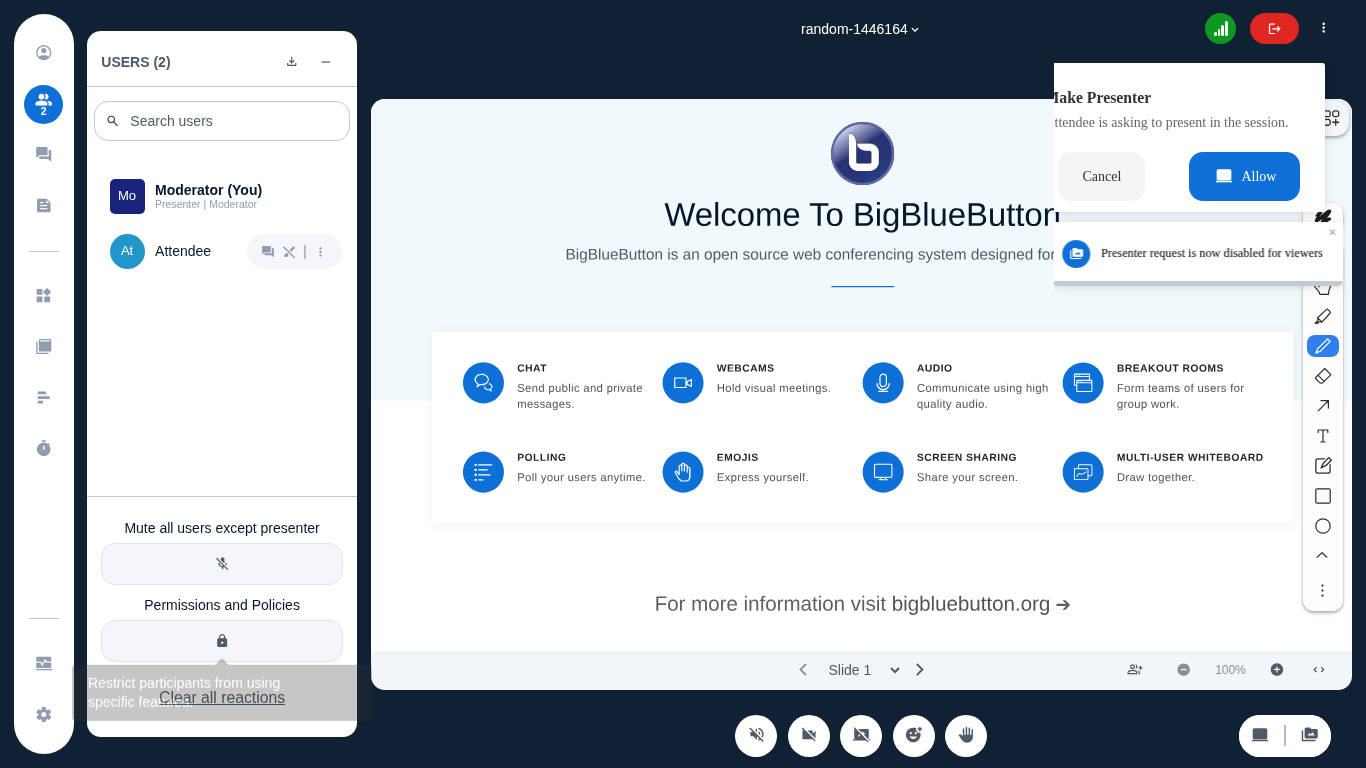 random-1446164
USERS (2)
2
Search users
Mo
Moderator (You)
Presenter | Moderator
At
Attendee
Mute all users except presenter
Permissions and Policies
Restrict participants from using
specific features.
Clear all reactions
Make Presenter
ttendee is asking to present in the session.
Cancel
Allow
Presenter request is now disabled for viewers
Welcome To BigBlueButton
BigBlueButton is an open source web conferencing system designed for
CHAT
Send public and private
messages.
WEBCAMS
Hold visual meetings.
AUDIO
Communicate using high
quality audio.
BREAKOUT ROOMS
Form teams of users for
group work.
POLLING
Poll your users anytime.
EMOJIS
Express yourself.
SCREEN SHARING
Share your screen.
MULTI-USER WHITEBOARD
Draw together.
For more information visit bigbluebutton.org ➔
Slide 1
100%